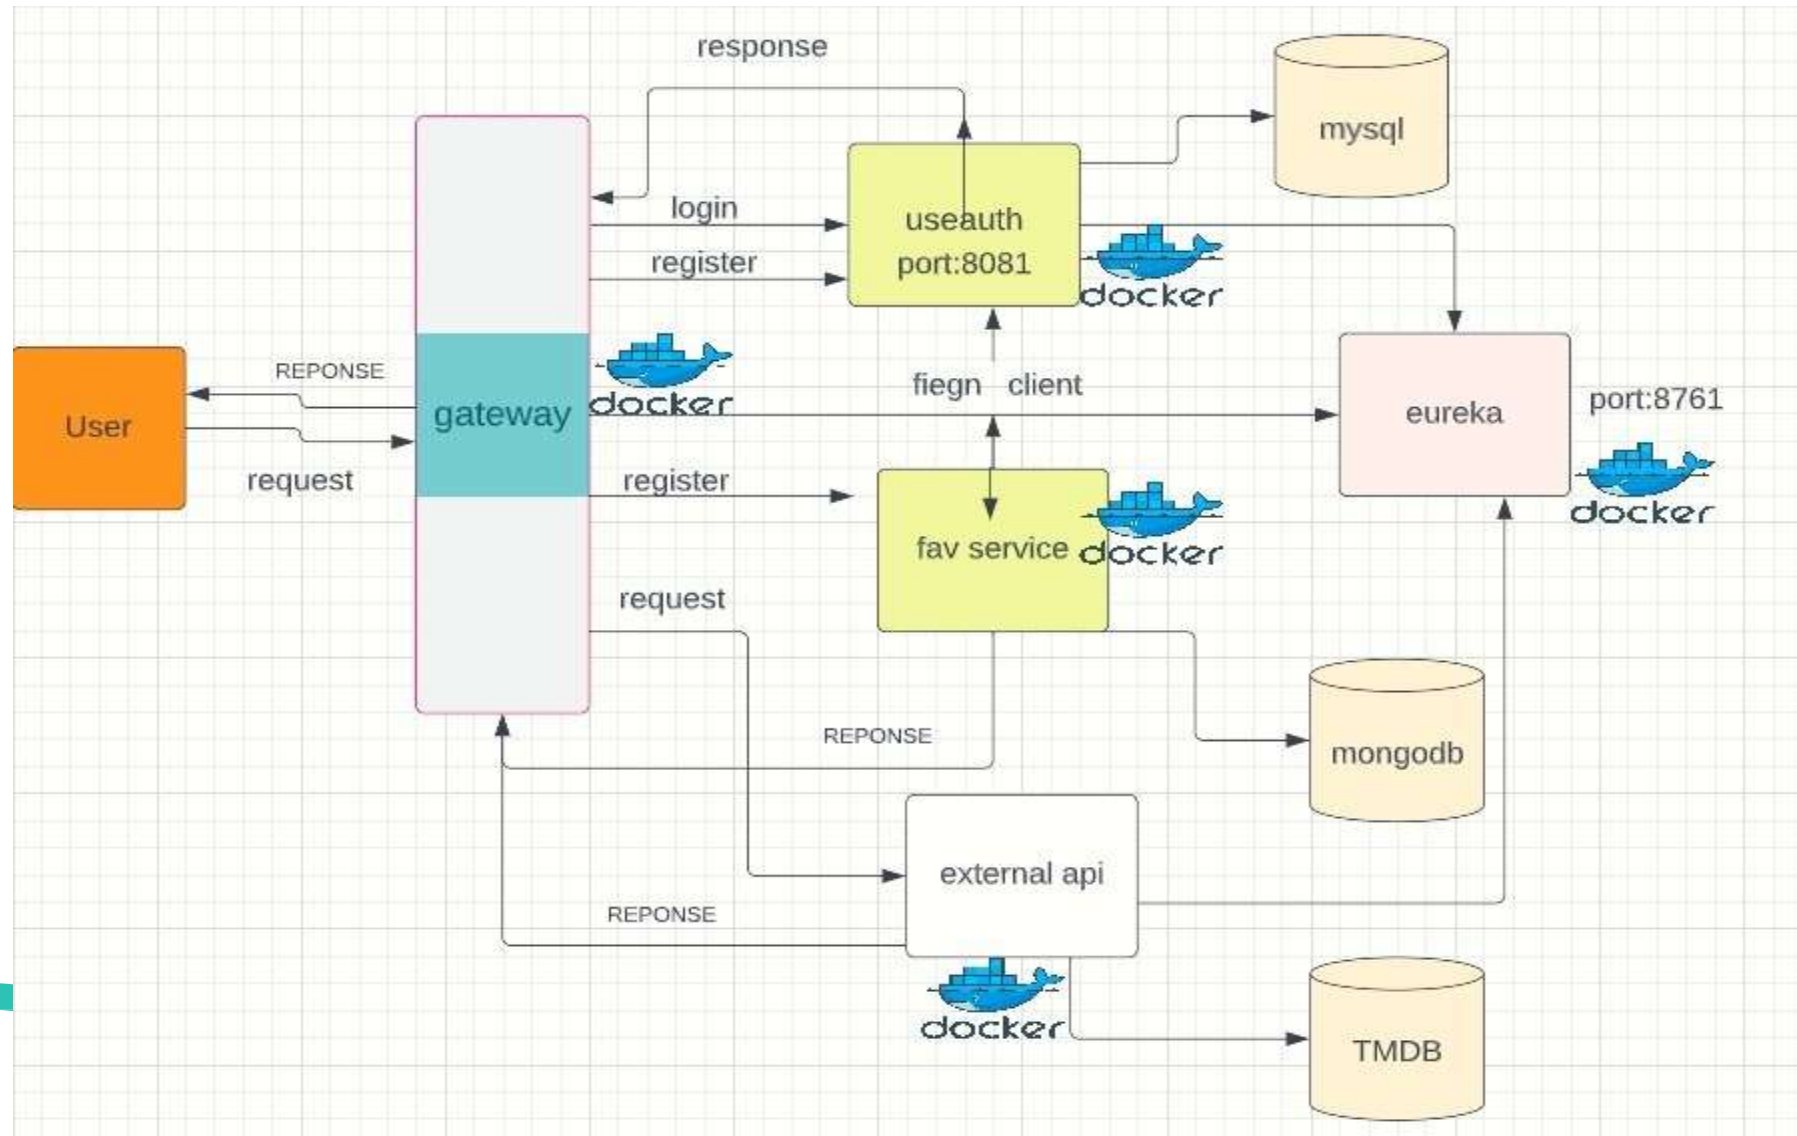 response
mysql
login
useauth
register
port:8081
docker
REPONSE
docker
fiegn client
port:8761
User
gateway
eureka
request
register
docker
fav service
docker
request
REPONSE
mongodb
external api
REPONSE
docker
TMDB